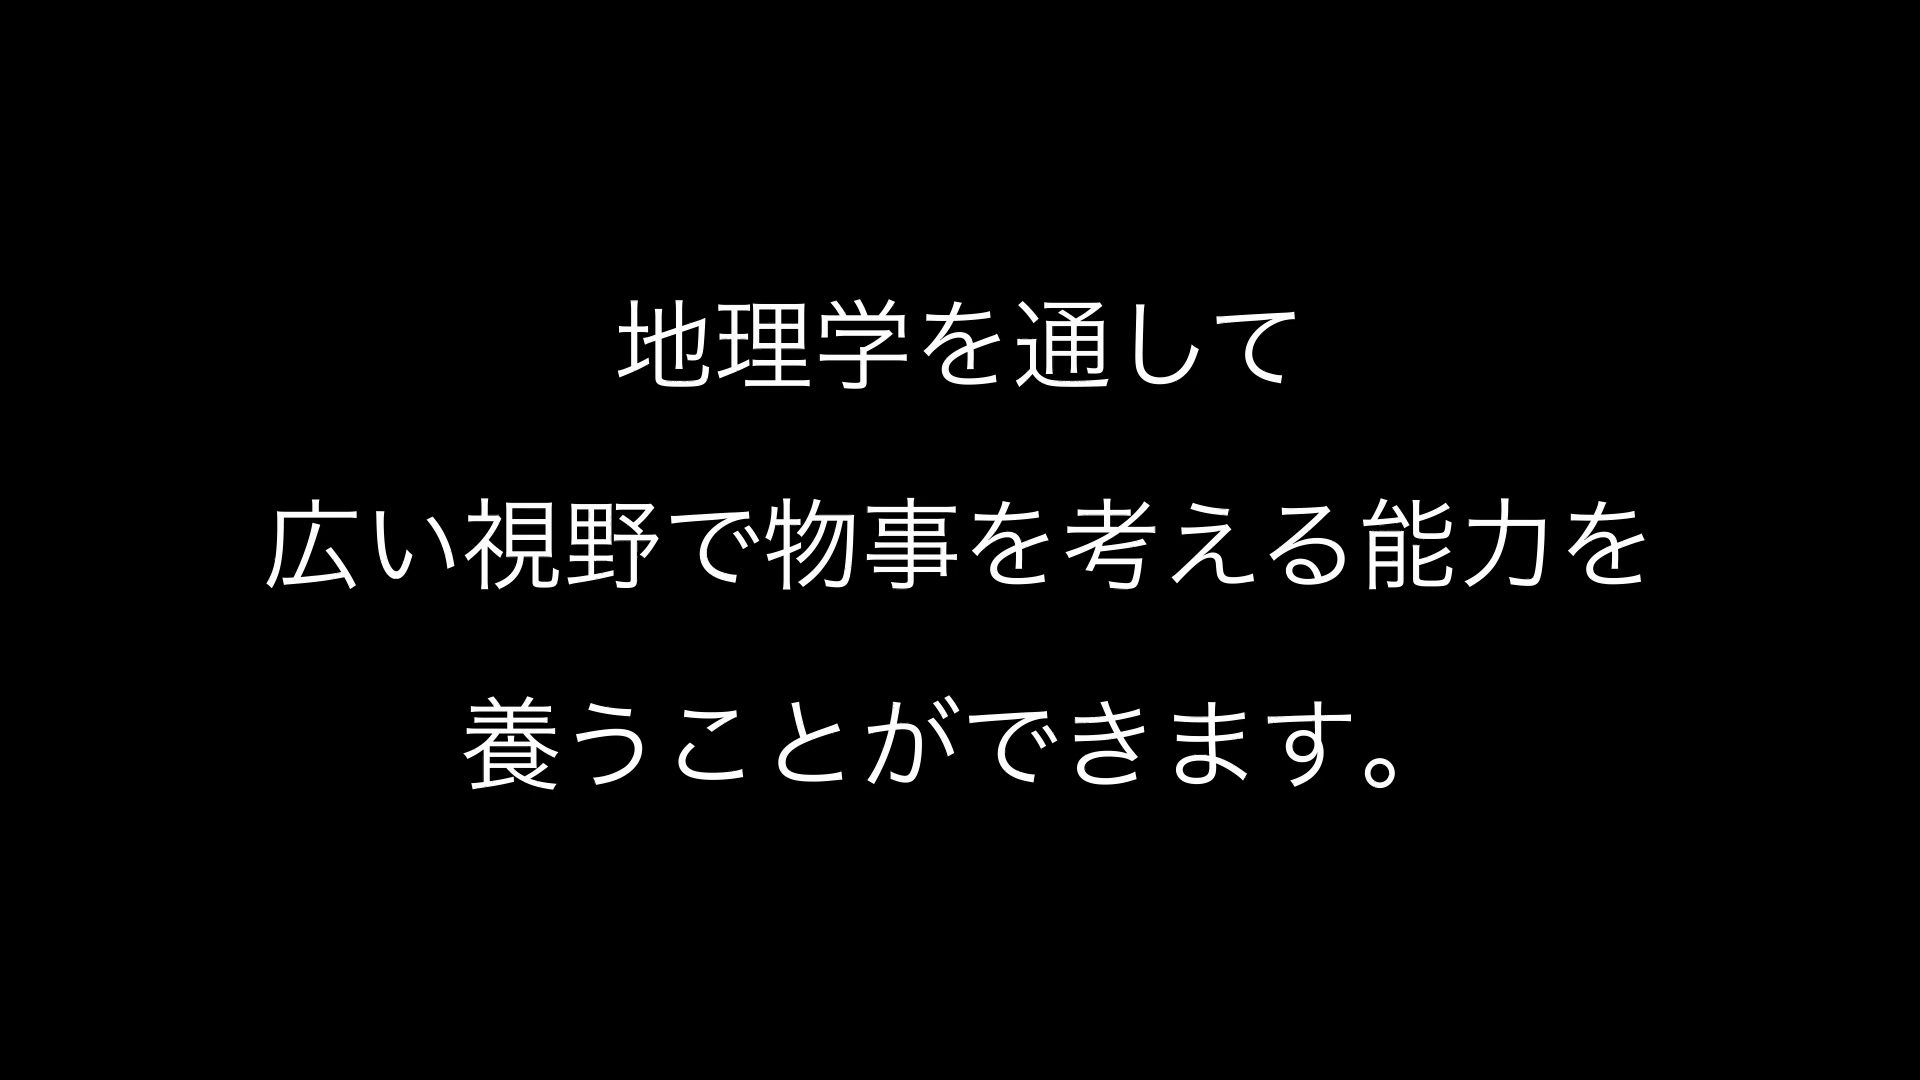 地理学を通して
広い視野で物事を考える能力を
養うことができます。